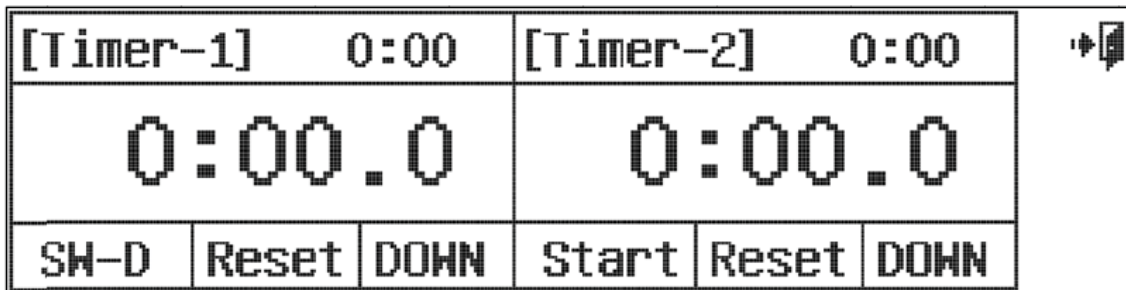 [Timer-1] 0:00 [Timer-2] 0:00
0:00.0 0:00.0
SW-D Reset DOWN Start Reset DOWN